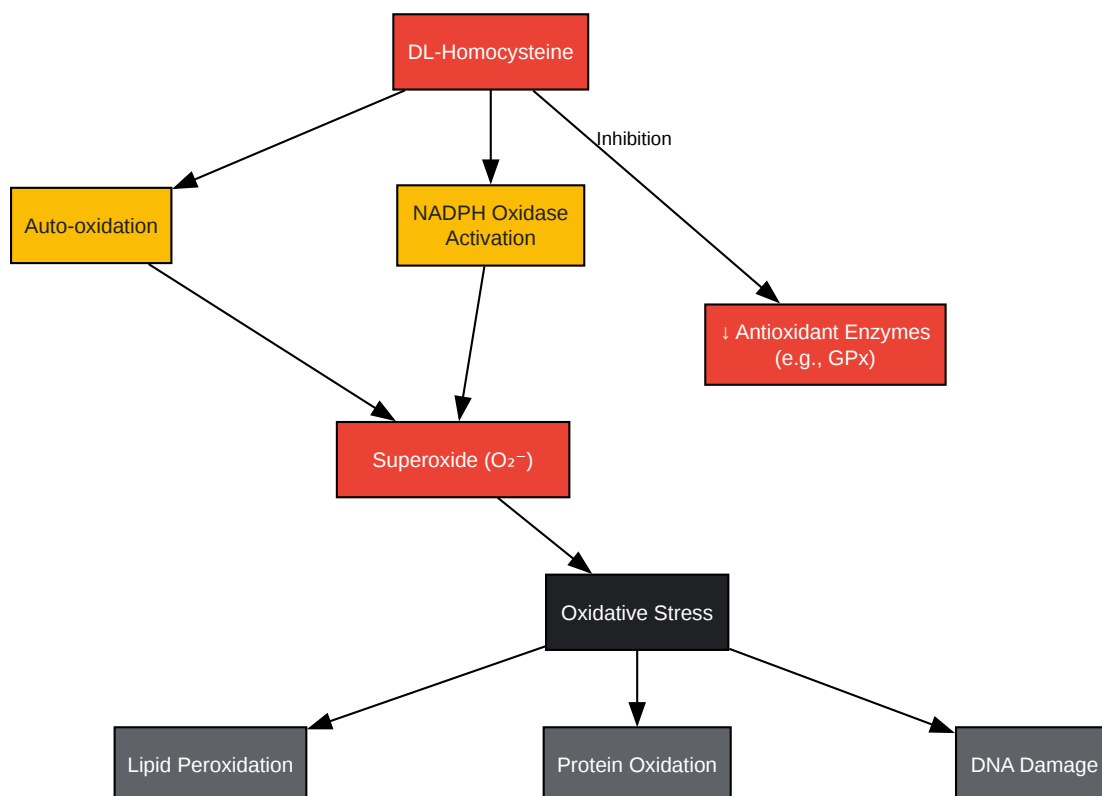 DL-Homocysteine
Inhibition
Auto-oxidation
NADPH Oxidase
Activation
↓ Antioxidant Enzymes
(e.g., GPx)
Superoxide (O₂⁻)
Oxidative Stress
Lipid Peroxidation
Protein Oxidation
DNA Damage